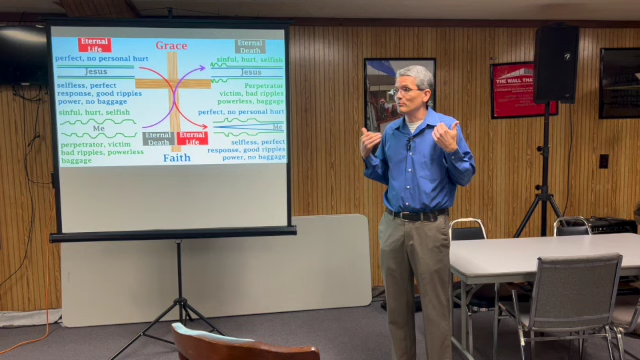 Eternal
Life
Grace
Eternal
Death
perfect, no personal hurt
sinful, hurt, selfish
Jesus
Jesus
selfless, perfect
response, good ripples
power, no baggage
Perpetrator
victim, bad ripples
powerless, baggage
sinful, hurt, selfish
perfect, no personal hurt
Me
Me
perpetrator, victim
bad ripples, powerless
baggage
Eternal
Death
Eternal
Life
selfless, perfect
response, good ripples
power, no baggage
Faith
THE WALL THA